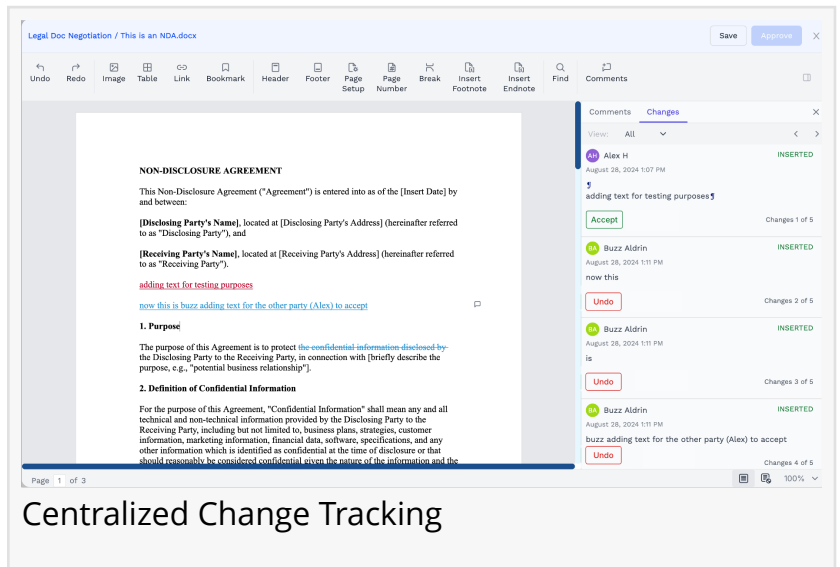 Legal Doc Negotiation / This is an NDA.docx
Save
Approve
Undo
Redo
Image
Table
Link
Bookmark
Header
Footer
Page Setup
Page Number
Break
Insert Footnote
Insert Endnote
Find
Comments
NON-DISCLOSURE AGREEMENT
This Non-Disclosure Agreement ("Agreement") is entered into as of the [Insert Date] by
and between:
[Disclosing Party's Name], located at [Disclosing Party's Address] (hereinafter referred
to as "Disclosing Party"), and
[Receiving Party's Name], located at [Receiving Party's Address] (hereinafter referred
to as "Receiving Party").
adding text for testing purposes
now this is buzz adding text for the other party (Alex) to accept
1. Purpose
The purpose of this Agreement is to protect the confidential information disclosed by
the Disclosing Party to the Receiving Party, in connection with [briefly describe the
purpose, e.g., "potential business relationship"].
2. Definition of Confidential Information
For the purpose of this Agreement, "Confidential Information" shall mean any and all
technical and non-technical information provided by the Disclosing Party to the
Receiving Party, including but not limited to, business plans, strategies, customer
information, marketing information, financial data, software, specifications, and any
other information which is identified as confidential at the time of disclosure or that
should reasonably be considered confidential given the nature of the information and the
Comments Changes
View: All
AH Alex H INSERTED
August 28, 2024 1:07 PM
¶
adding text for testing purposes¶
Accept Changes 1 of 5
BA Buzz Aldrin INSERTED
August 28, 2024 1:11 PM
now this
Undo Changes 2 of 5
BA Buzz Aldrin INSERTED
August 28, 2024 1:11 PM
is
Undo Changes 3 of 5
BA Buzz Aldrin INSERTED
August 28, 2024 1:11 PM
buzz adding text for the other party (Alex) to accept
Undo Changes 4 of 5
Page 1 of 3
100%
Centralized Change Tracking